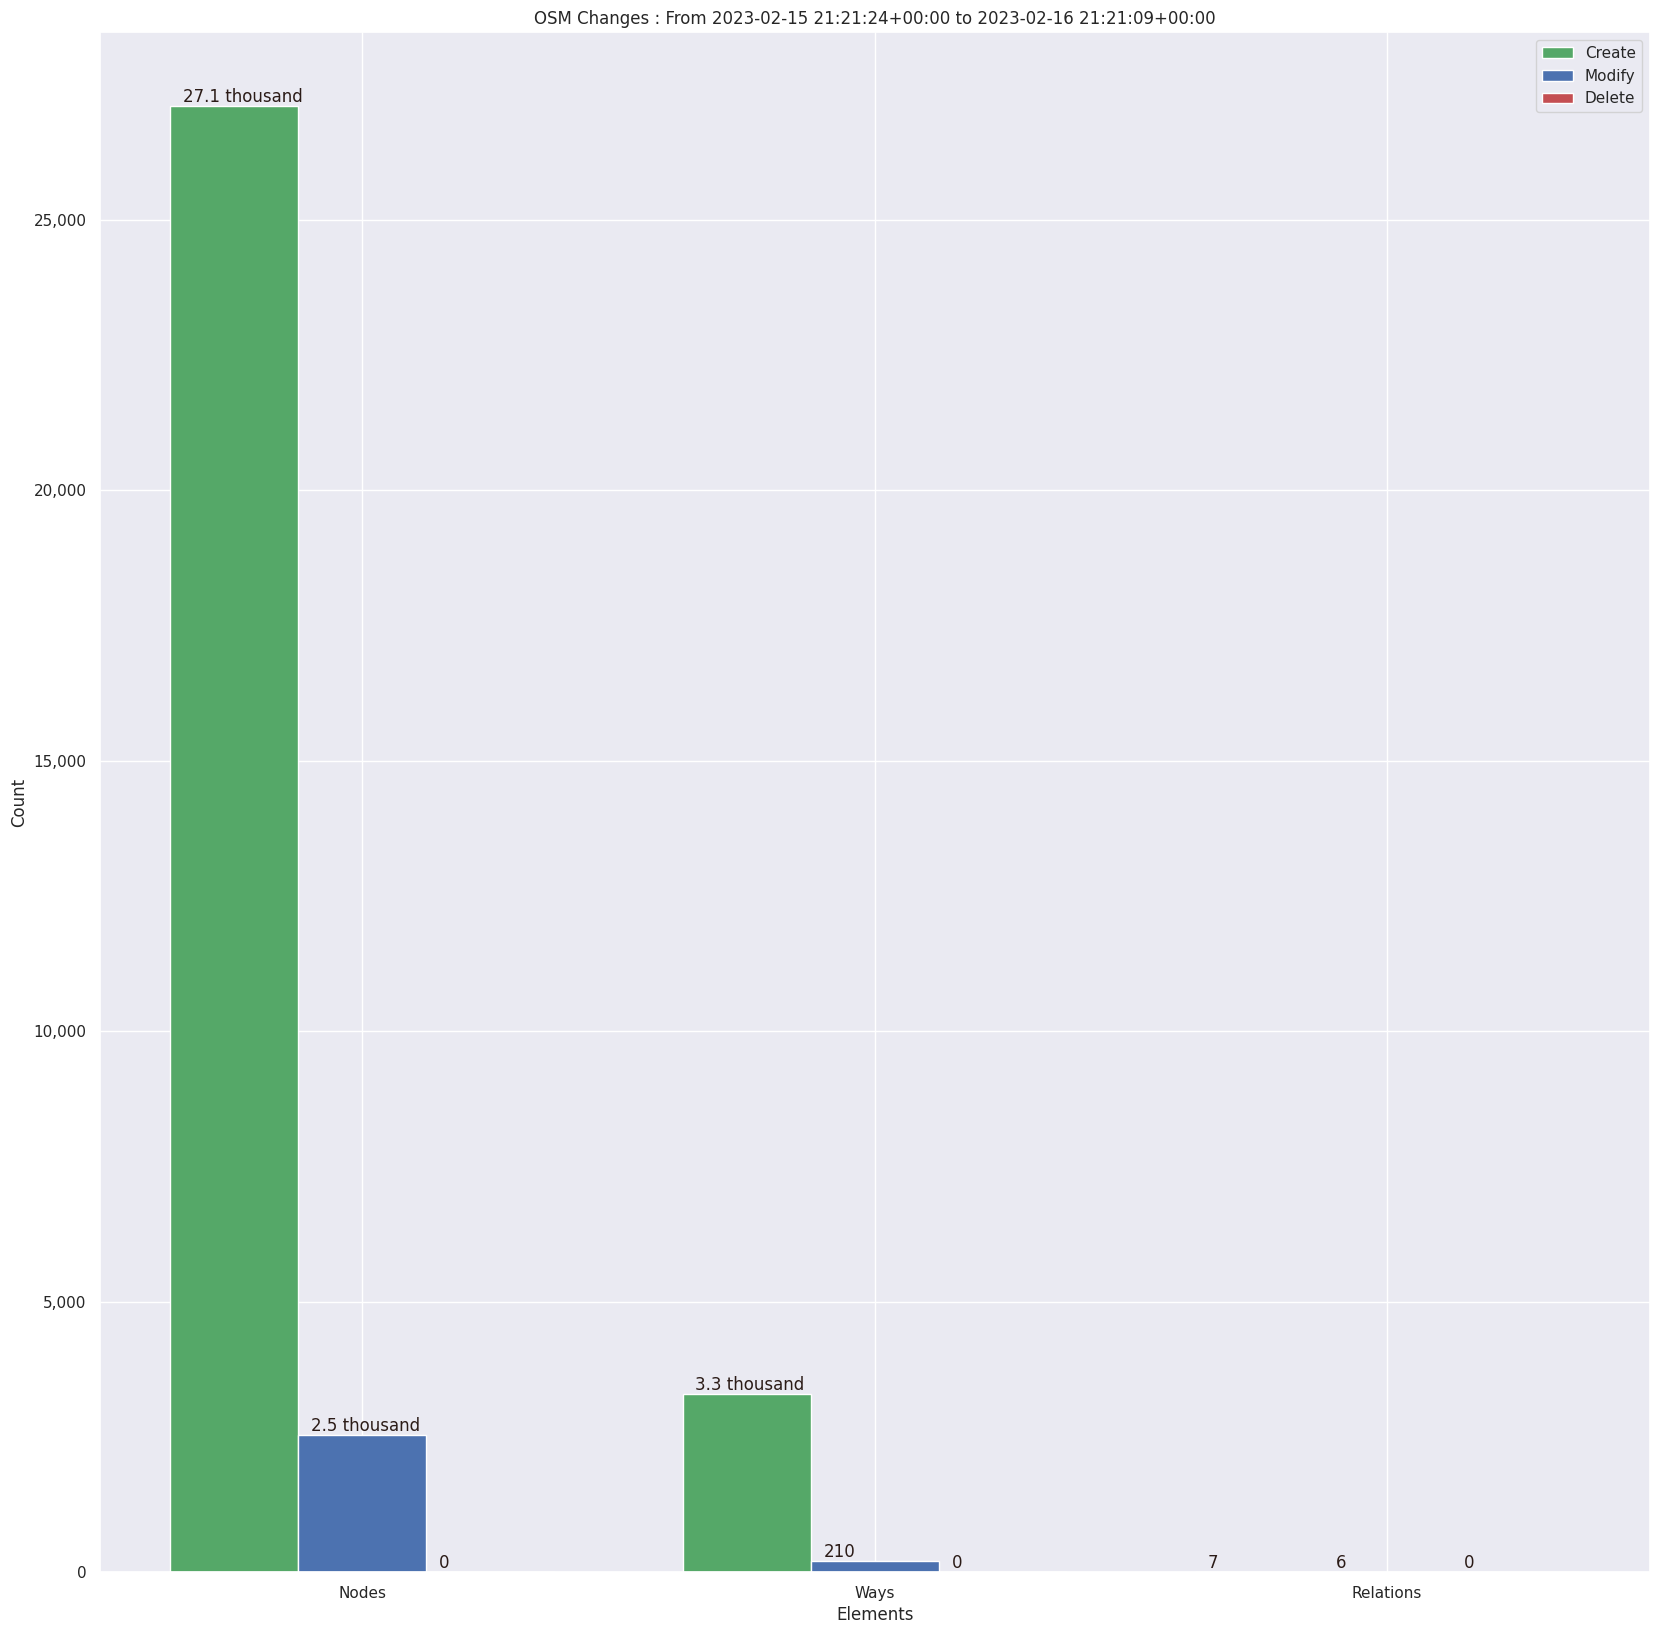 OSM Changes : From 2023-02-15 21:21:24+00:00 to 2023-02-16 21:21:09+00:00
Create
Modify
Delete
27.1 thousand
25,000
20,000
15,000
Count
10,000
5,000
3.3 thousand
2.5 thousand
210
0
0
7
6
0
0
Nodes
Ways
Relations
Elements